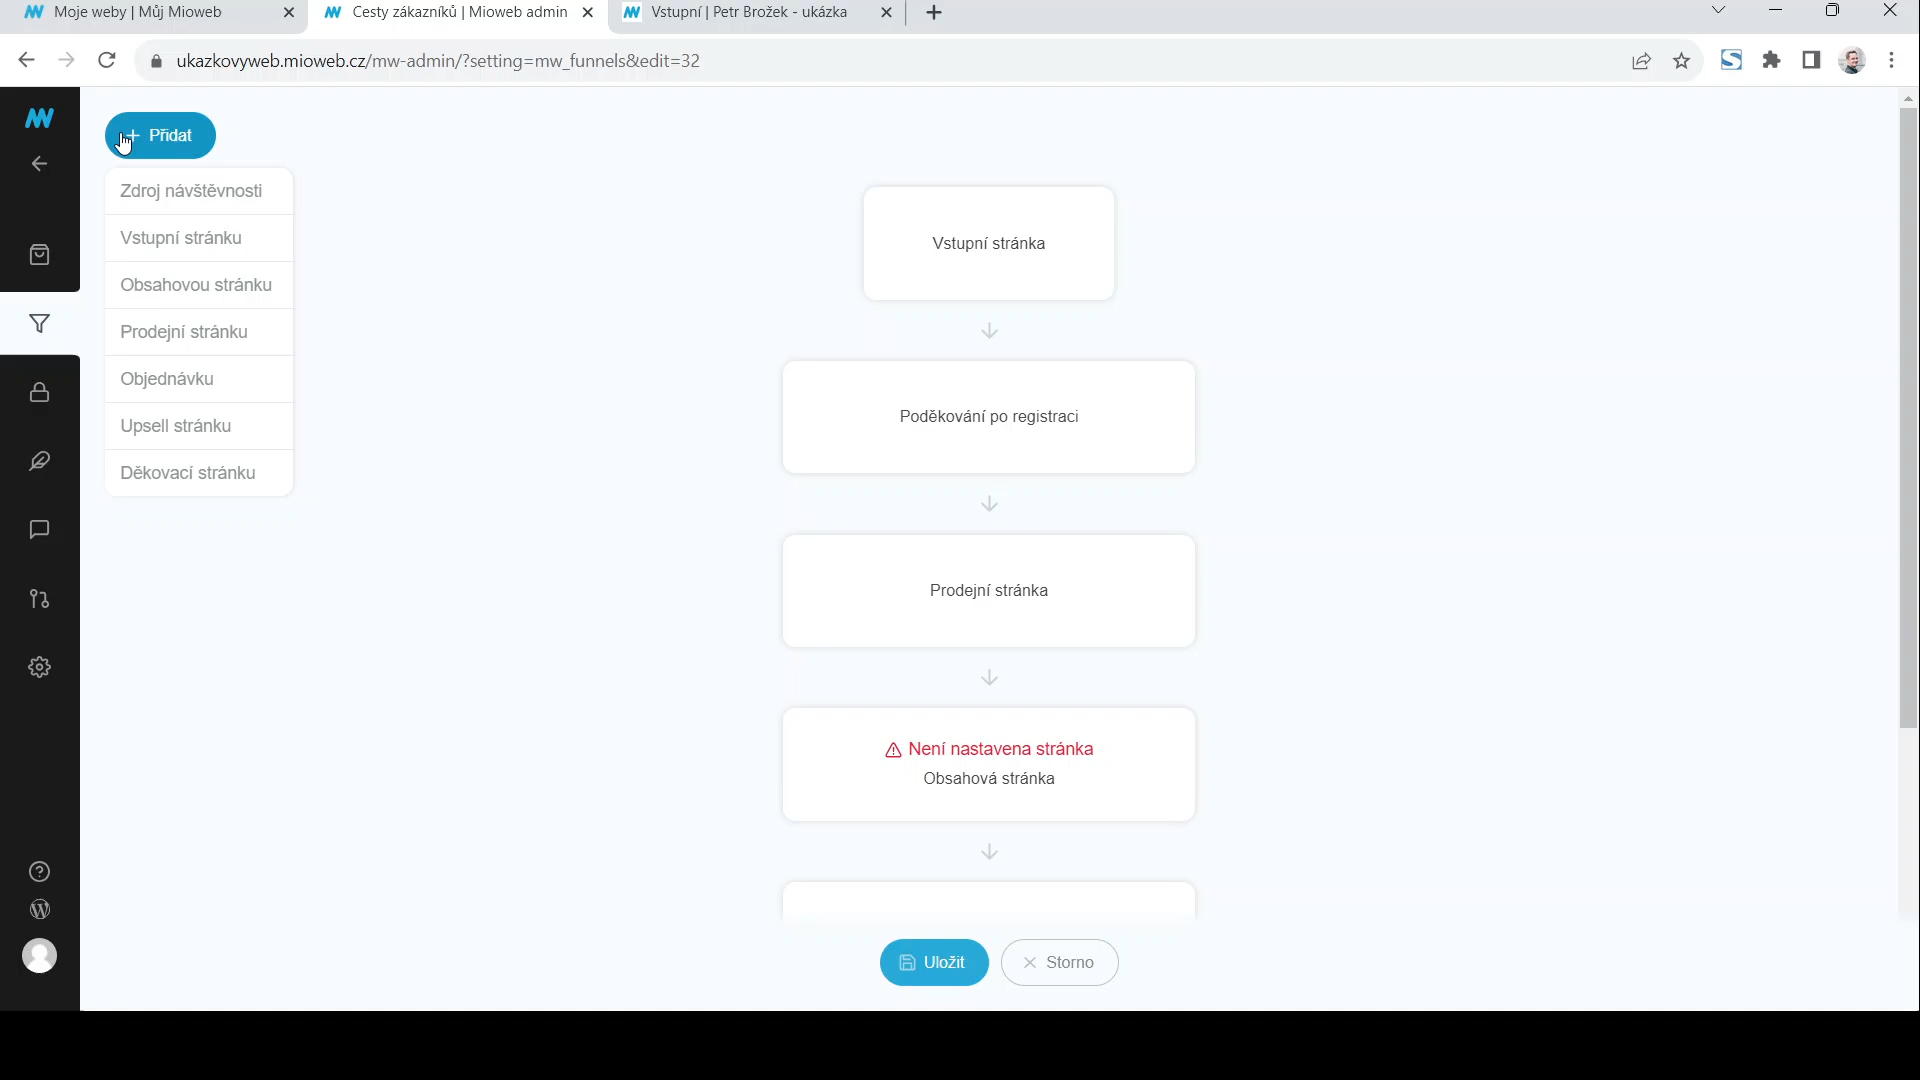 Moje weby | Můj Mioweb
Cesty zákazníků | Mioweb admin
Vstupní | Petr Brožek - ukázka
ukazkovyweb.mioweb.cz/mw-admin/?setting=mw_funnels&edit=32
Přidat
Zdroj návštěvnosti
Vstupní stránku
Obsahovou stránku
Prodejní stránku
Objednávku
Upsell stránku
Děkovací stránku
Vstupní stránka
Poděkování po registraci
Prodejní stránka
Není nastavena stránka
Obsahová stránka
Uložit
Storno